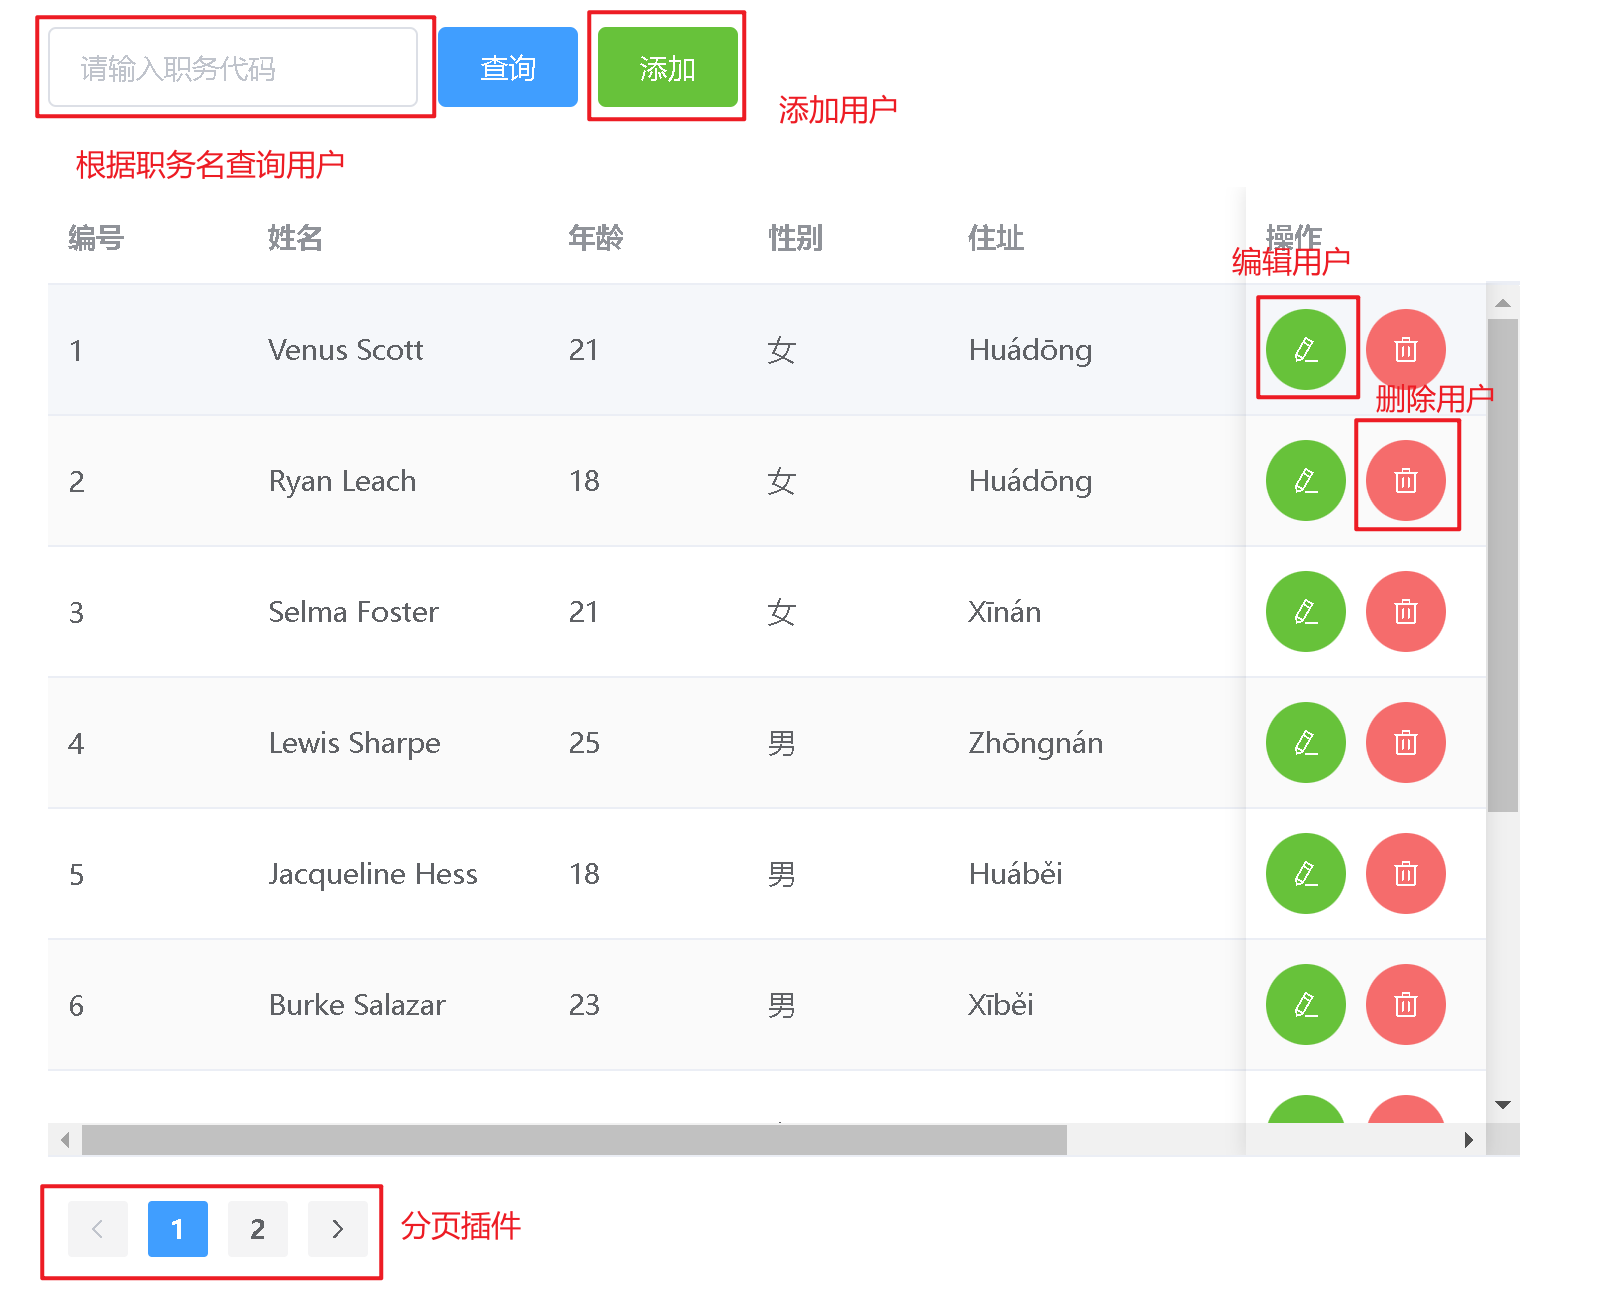 请输入职务代码 查询 添加
添加用户
根据职务名查询用户
编号 姓名 年龄 性别 住址 操作
编辑用户
1 Venus Scott 21 女 Huádōng
删除用户
2 Ryan Leach 18 女 Huádōng
3 Selma Foster 21 女 Xīnán
4 Lewis Sharpe 25 男 Zhōngnán
5 Jacqueline Hess 18 男 Huáběi
6 Burke Salazar 23 男 Xīběi
1 2 分页插件